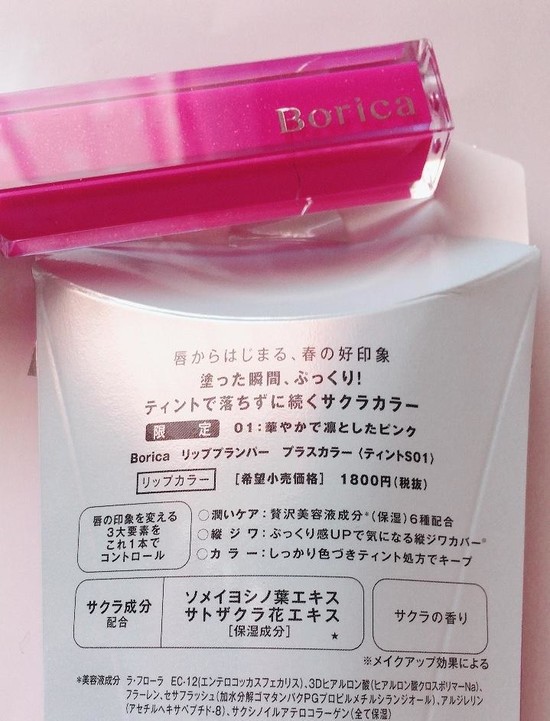 Borica
唇からはじまる、春の好印象
塗った瞬間、ぷっくり!
ティントで落ちずに続くサクラカラー
限 定 01:華やかで凛としたピンク
Borica リッププランパー プラスカラー〈ティントS01〉
リップカラー [希望小売価格] 1800円(税抜)
唇の印象を変える
3大要素を
これ1本で
コントロール
○潤いケア:贅沢美容液成分*(保湿)6種配合
○縦ジワ:ぷっくり感UPで気になる縦ジワカバー※
○カラー:しっかり色づきティント処方でキープ
サクラ成分
配合
ソメイヨシノ葉エキス
サトザクラ花エキス
[保湿成分]
★
サクラの香り
※メイクアップ効果による
*美容液成分 ラ・フローラ EC-12(エンテロコッカスフェカリス)、3Dヒアルロン酸(ヒアルロン酸クロスポリマーNa)、
フラーレン、セサフラッシュ(加水分解ゴマタンパクPGプロピルメチルシランジオール)、アルジレリン
(アセチルヘキサペプチド-8)、サクシノイルアテロコラーゲン(全て保湿)